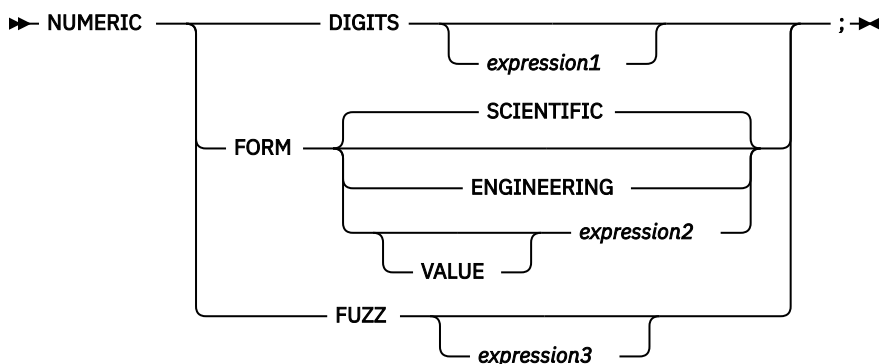 NUMERIC DIGITS ;
expression1
SCIENTIFIC
FORM
ENGINEERING
expression2
VALUE
FUZZ
expression3